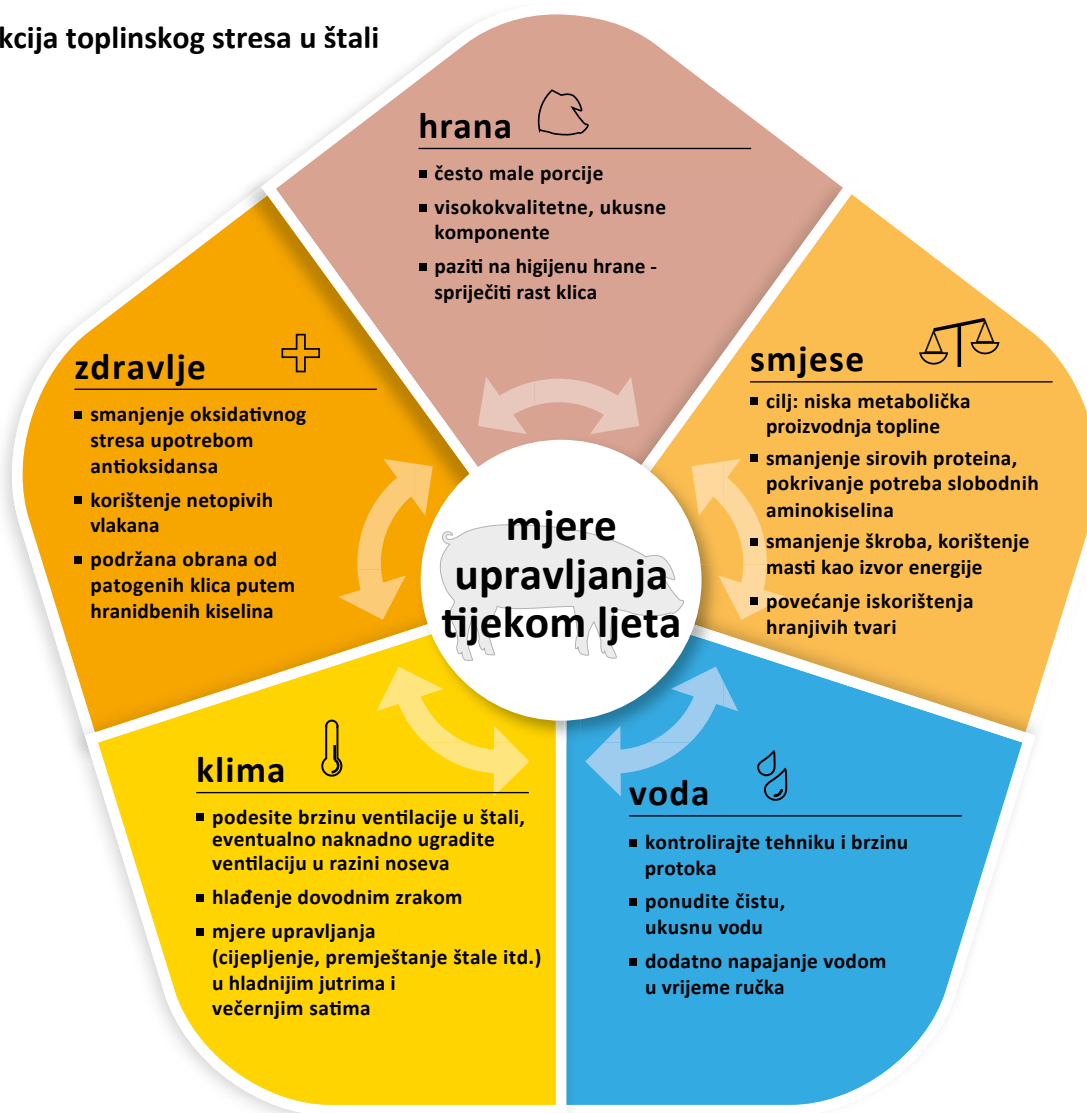 kcija toplinskog stresa u štali
hrana
često male porcije
visokokvalitetne, ukusne
komponente
paziti na higijenu hrane -
spriječiti rast klica
smjese
cilj: niska metabolička
proizvodnja topline
smanjenje sirovih proteina,
pokrivanje potreba slobodnih
aminokiselina
smanjenje škroba, korištenje
masti kao izvor energije
povećanje iskorištenja
hranjivih tvari
zdravlje
smanjenje oksidativnog
stresa upotrebom
antioksidansa
korištenje netopivih
vlakana
podržana obrana od
patogenih klica putem
hranidbenih kiselina
mjere
upravljanja
tijekom ljeta
klima
podesite brzinu ventilacije u štali,
eventualno naknadno ugradite
ventilaciju u razini noseva
hlađenje dovodnim zrakom
mjere upravljanja
(cijepljenje, premještanje štale itd.)
u hladnijim jutrima i
večernjim satima
voda
kontrolirajte tehniku i brzinu
protoka
ponudite čistu,
ukusnu vodu
dodatno napajanje vodom
u vrijeme ručka